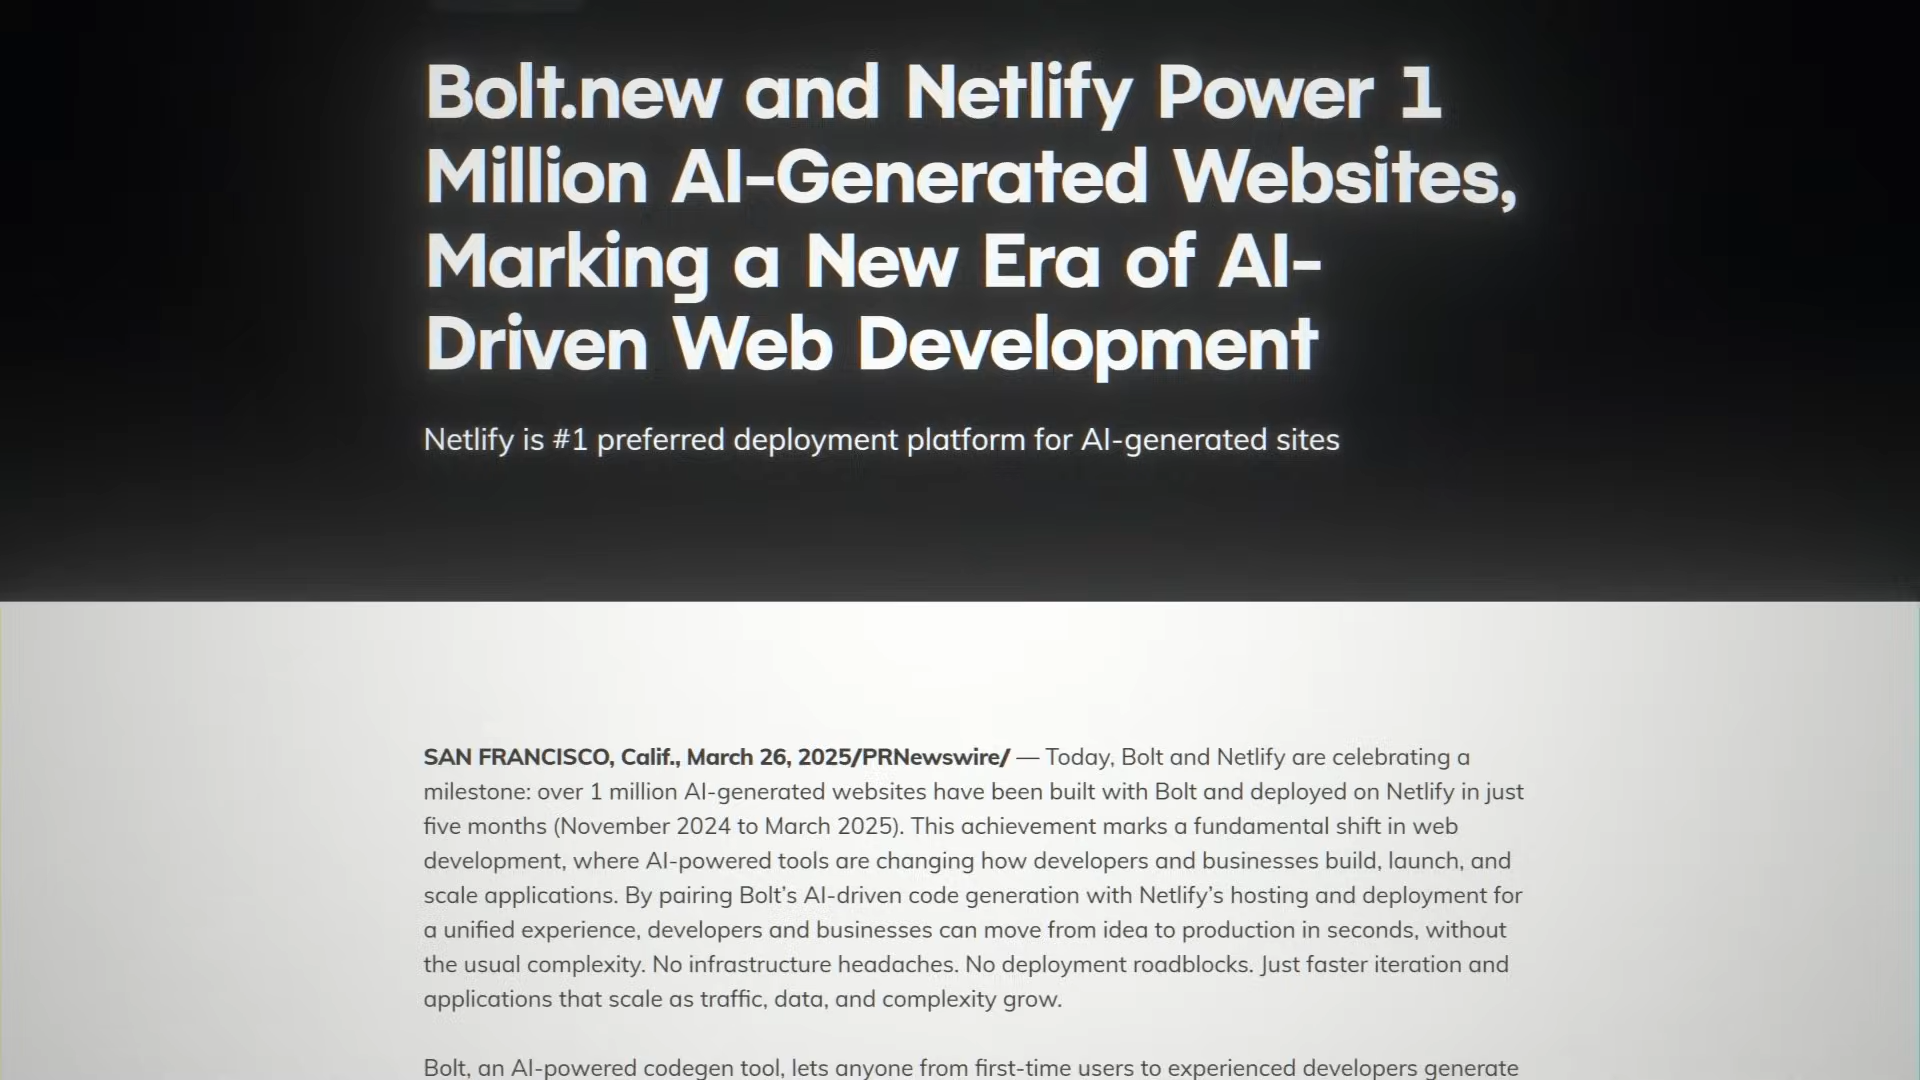 Bolt.new and Netlify Power 1
Million AI-Generated Websites,
Marking a New Era of AI-
Driven Web Development
Netlify is #1 preferred deployment platform for AI-generated sites
SAN FRANCISCO, Calif., March 26, 2025/PRNewswire/ — Today, Bolt and Netlify are celebrating a
milestone: over 1 million AI-generated websites have been built with Bolt and deployed on Netlify in just
five months (November 2024 to March 2025). This achievement marks a fundamental shift in web
development, where AI-powered tools are changing how developers and businesses build, launch, and
scale applications. By pairing Bolt’s AI-driven code generation with Netlify’s hosting and deployment for
a unified experience, developers and businesses can move from idea to production in seconds, without
the usual complexity. No infrastructure headaches. No deployment roadblocks. Just faster iteration and
applications that scale as traffic, data, and complexity grow.
Bolt, an AI-powered codegen tool, lets anyone from first-time users to experienced developers generate